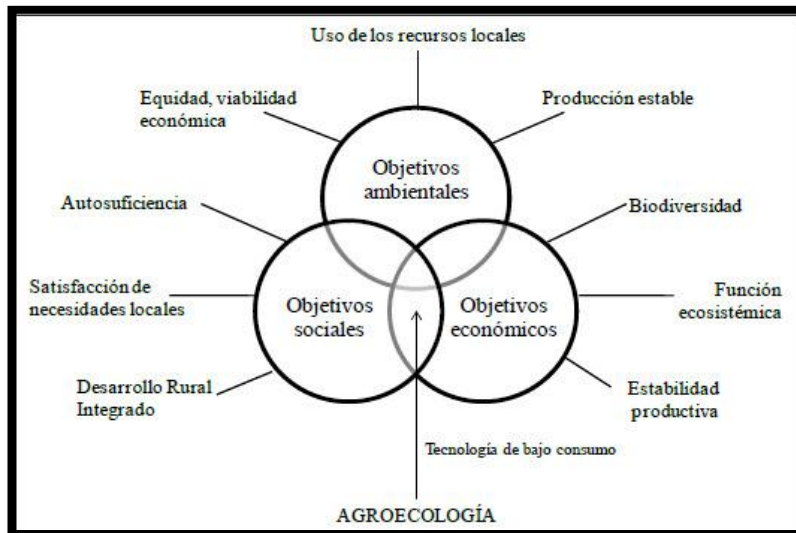 Uso de los recursos locales
Equidad, viabilidad
económica
Producción estable
Objetivos
ambientales
Autosuficiencia
Biodiversidad
Satisfacción de
necesidades locales
Objetivos
sociales
Objetivos
económicos
Función
ecosistémica
Desarrollo Rural
Integrado
Estabilidad
productiva
Tecnología de bajo consumo
AGROECOLOGÍA